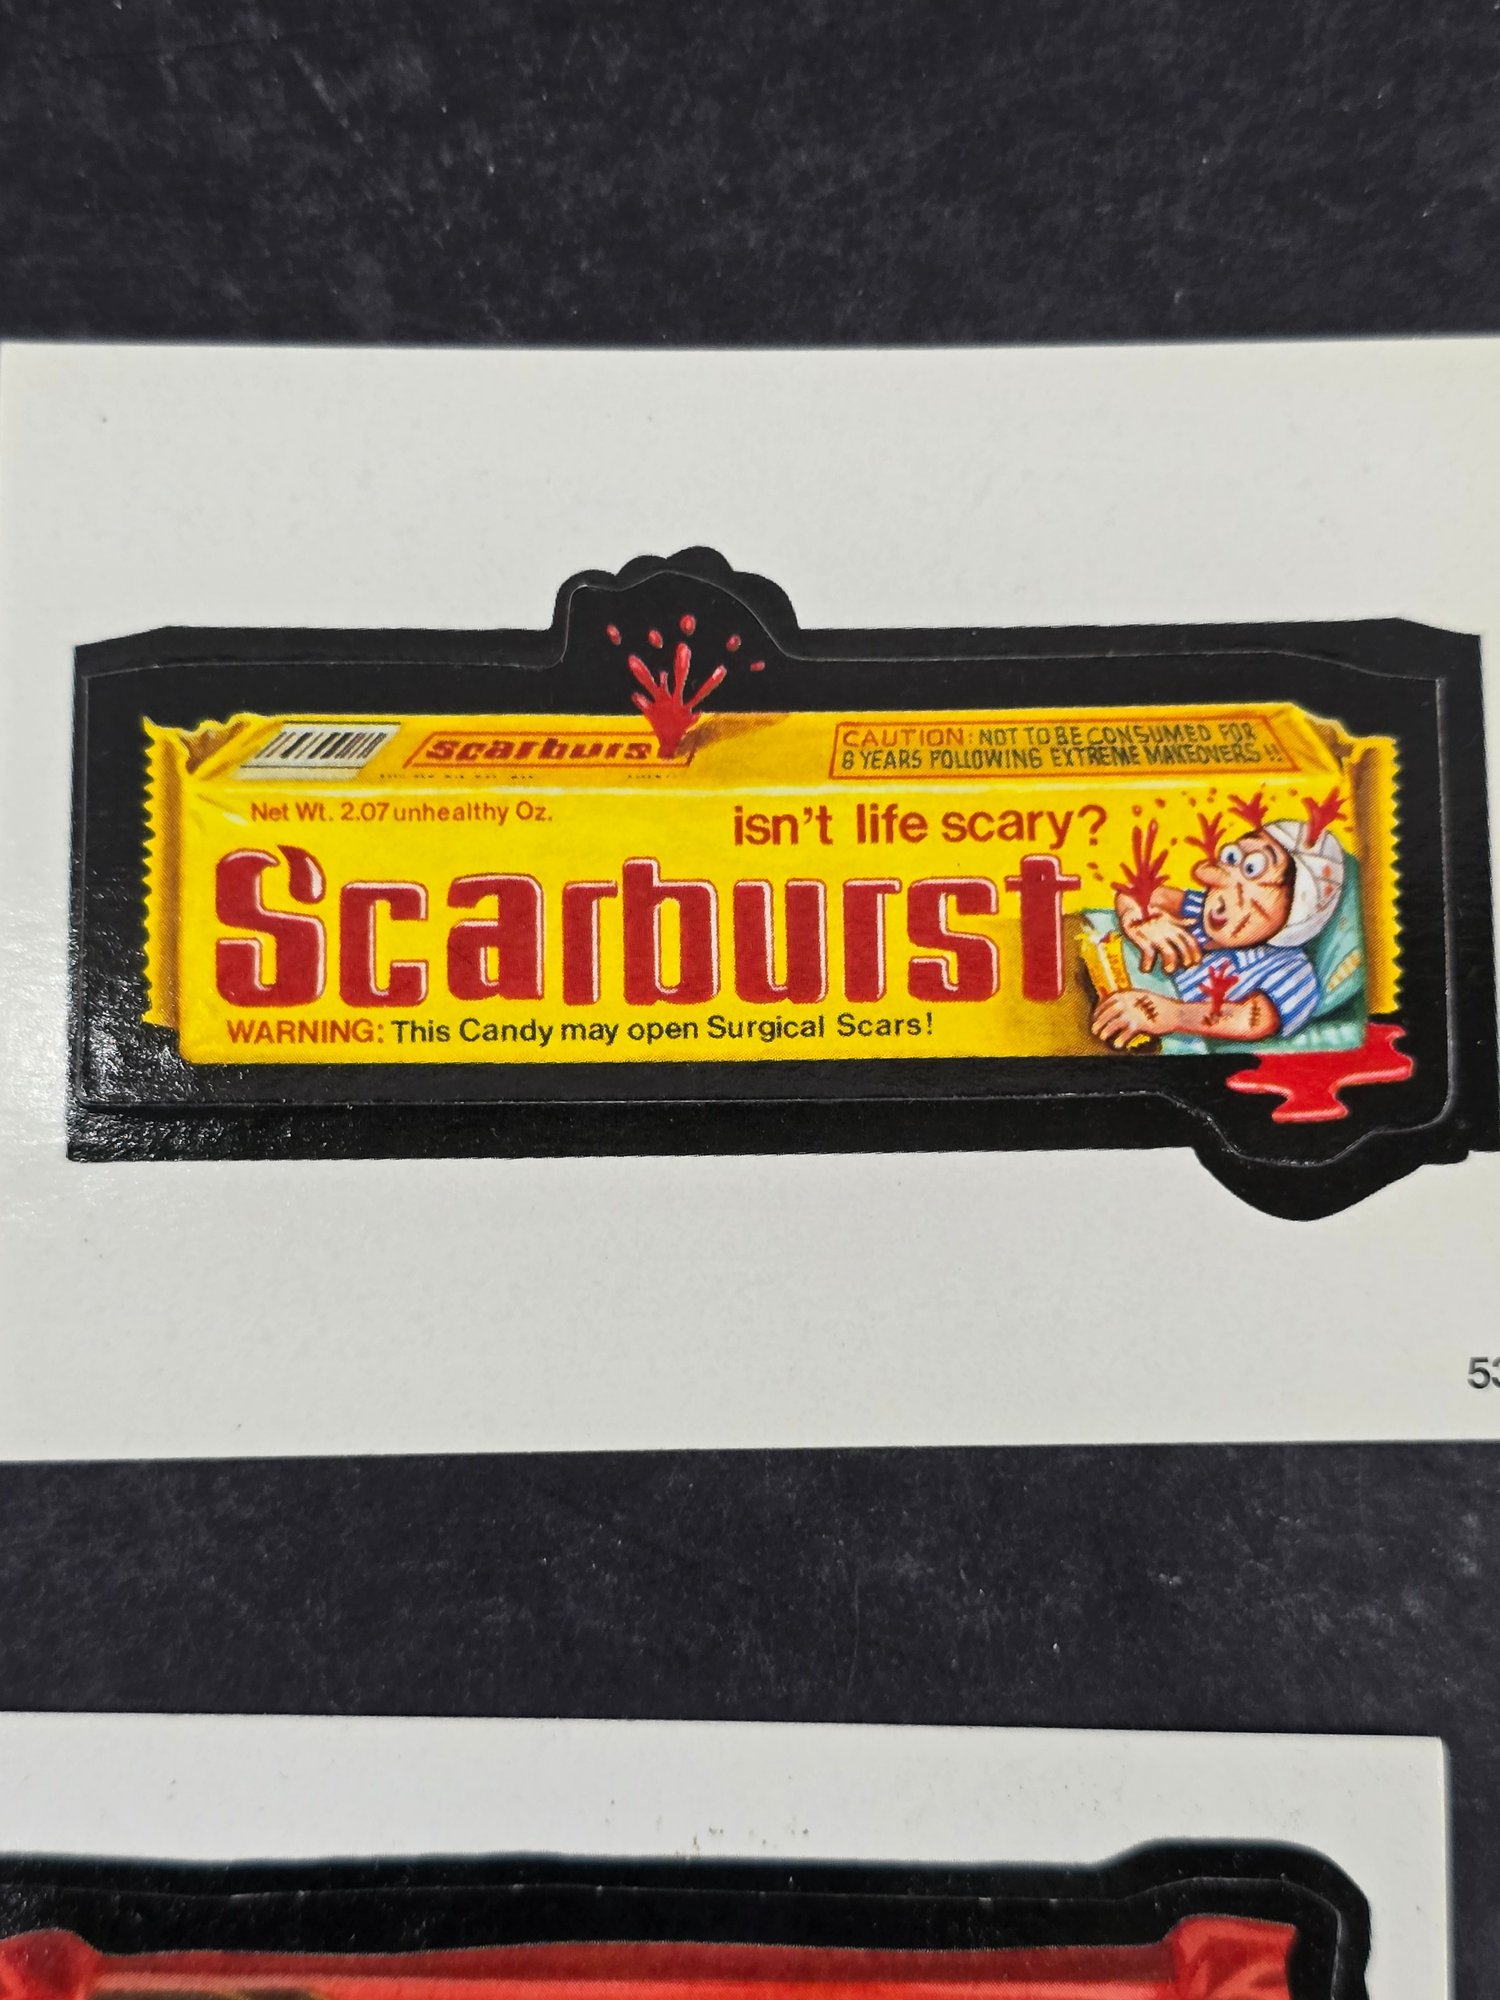 scarburst
CAUTION: NOT TO BE CONSUMED FOR
6 YEARS FOLLOWING EXTREME MAKEOVERS !!
Net Wt. 2.07 unhealthy Oz.
isn't life scary?
Scarburst
WARNING: This Candy may open Surgical Scars!
53